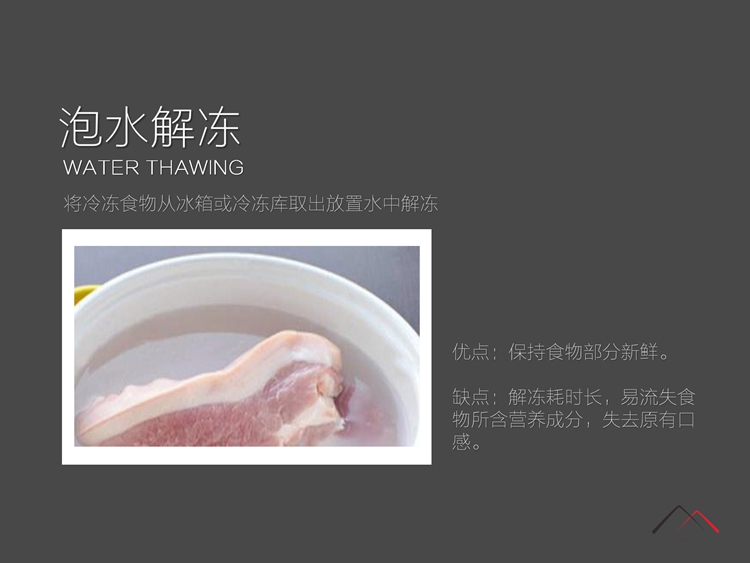 泡水解冻
WATER THAWING
将冷冻食物从冰箱或冷冻库取出放置水中解冻
优点；保持食物部分新鲜。
缺点；解冻耗时长，易流失食
物所含营养成分，失去原有口
感。